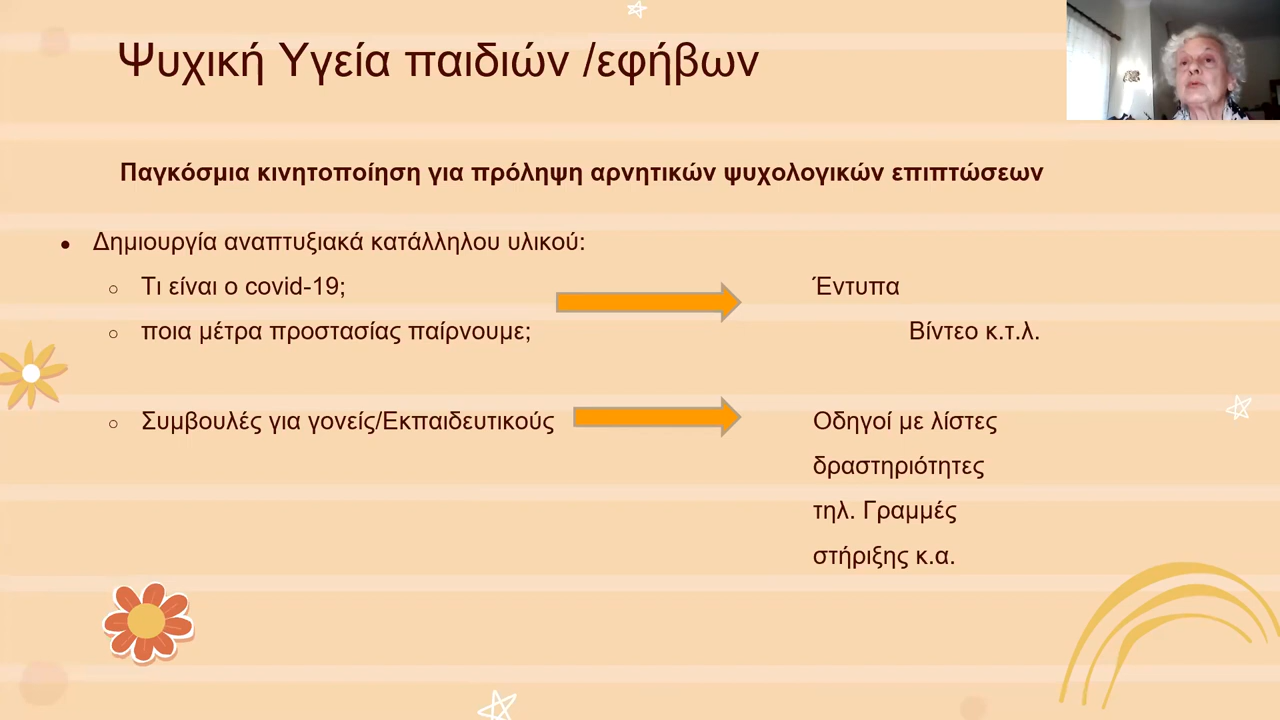 Ψυχική Υγεία παιδιών /εφήβων
Παγκόσμια κινητοποίηση για πρόληψη αρνητικών ψυχολογικών επιπτώσεων
Δημιουργία αναπτυξιακά κατάλληλου υλικού:
Τι είναι ο covid-19; Έντυπα
ποια μέτρα προστασίας παίρνουμε; Βίντεο κ.τ.λ.
Συμβουλές για γονείς/Εκπαιδευτικούς Οδηγοί με λίστες
δραστηριότητες
τηλ. Γραμμές
στήριξης κ.α.